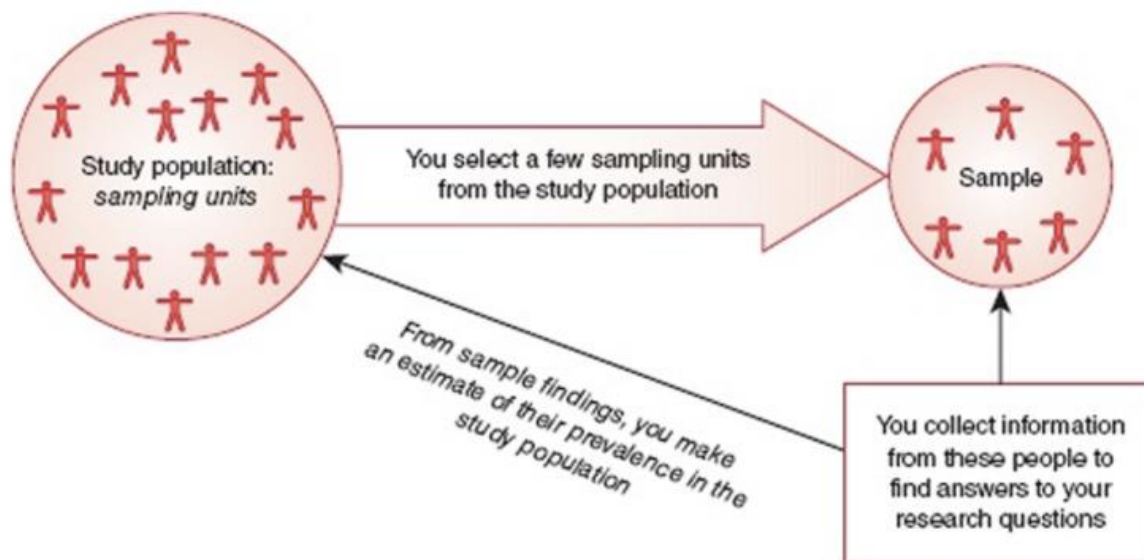 Study population:
sampling units
You select a few sampling units
from the study population
Sample
From sample findings, you make
an estimate of their prevalence in the
study population
You collect information
from these people to
find answers to your
research questions